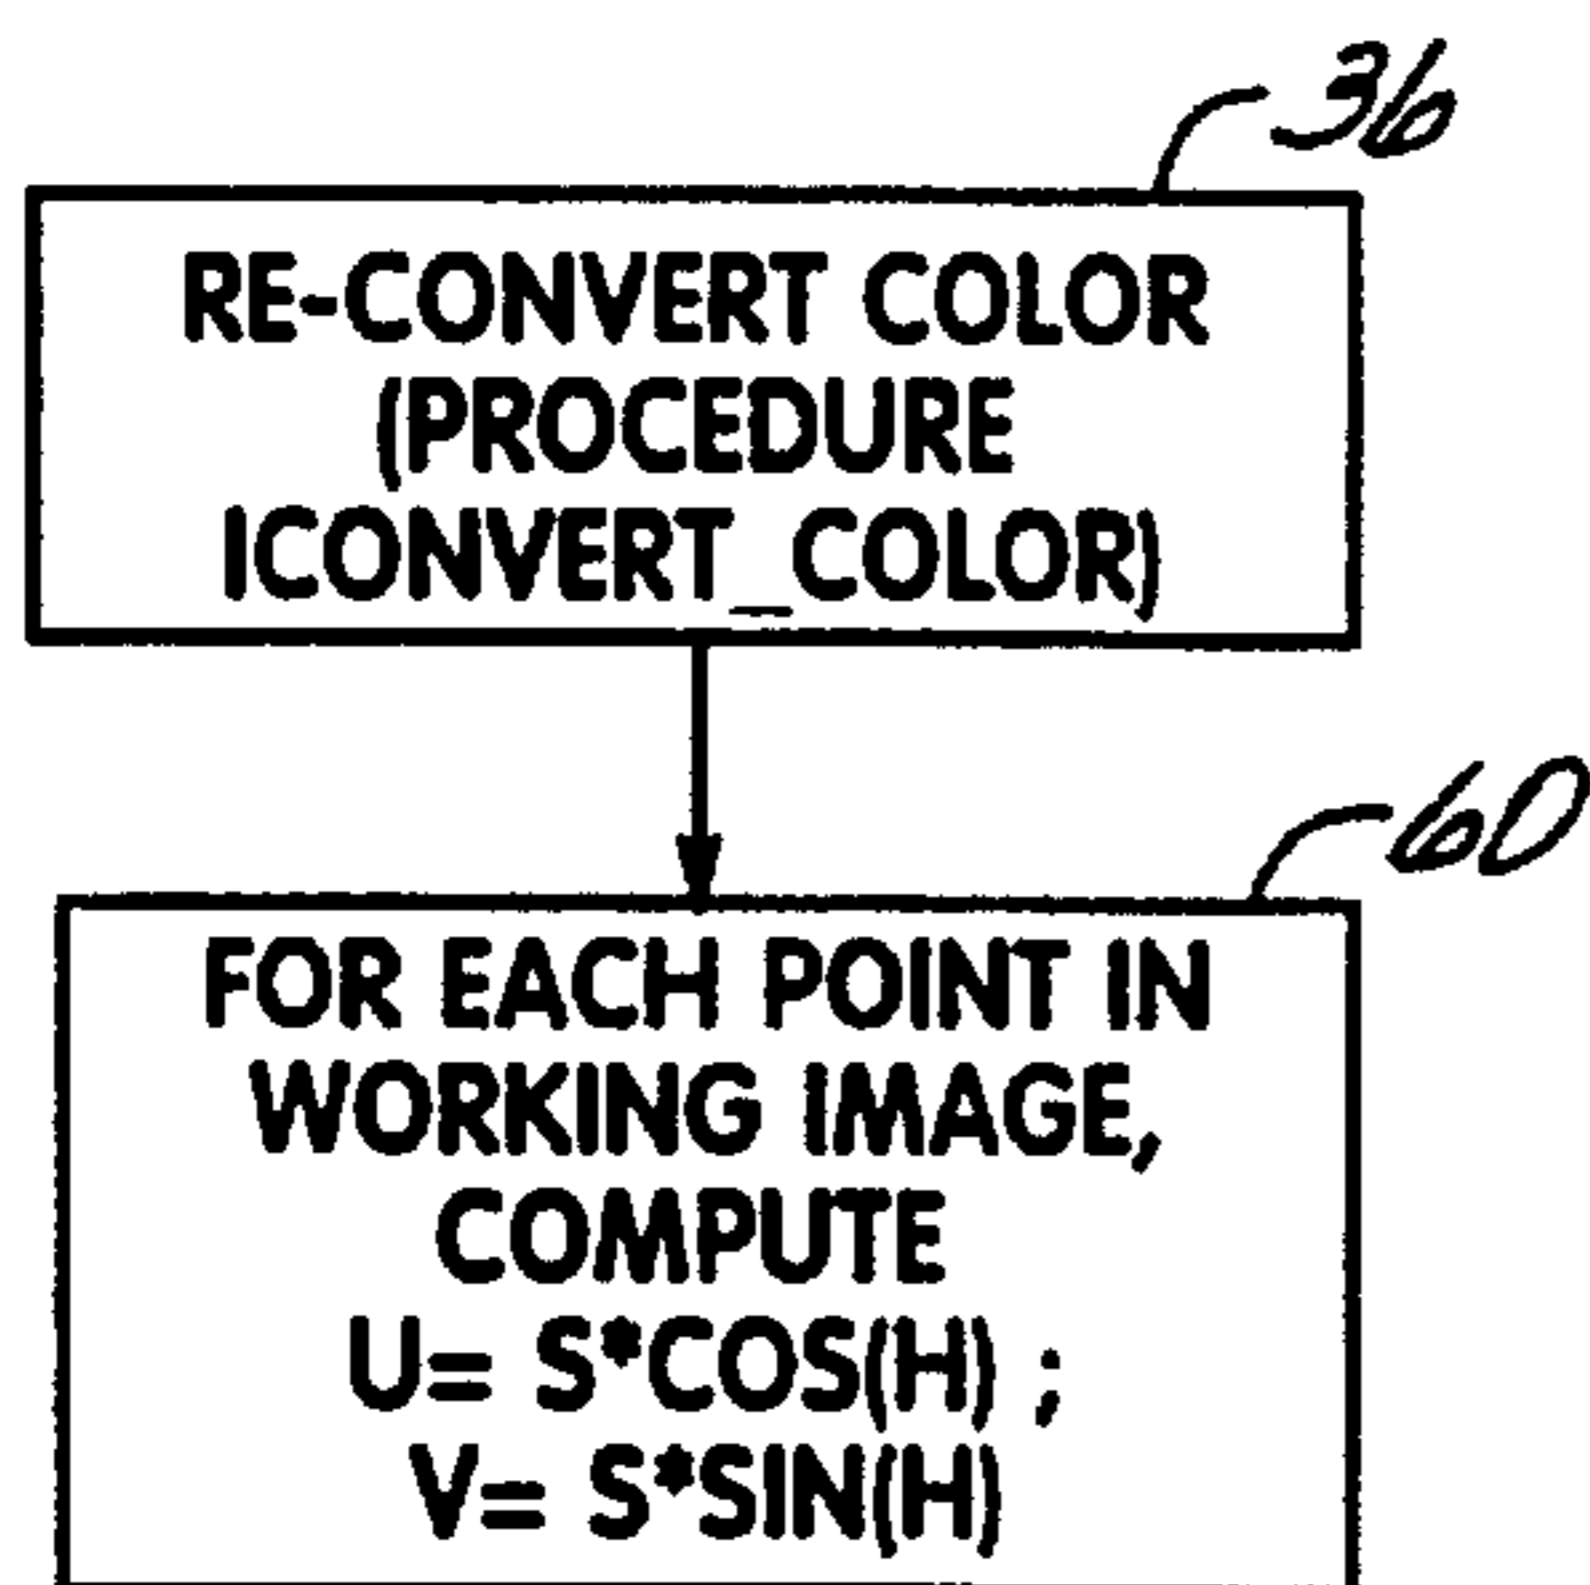 36
RE-CONVERT COLOR
(PROCEDURE
ICONVERT_COLOR)
60
FOR EACH POINT IN
WORKING IMAGE,
COMPUTE
U= S*COS(H) ;
V= S*SIN(H)